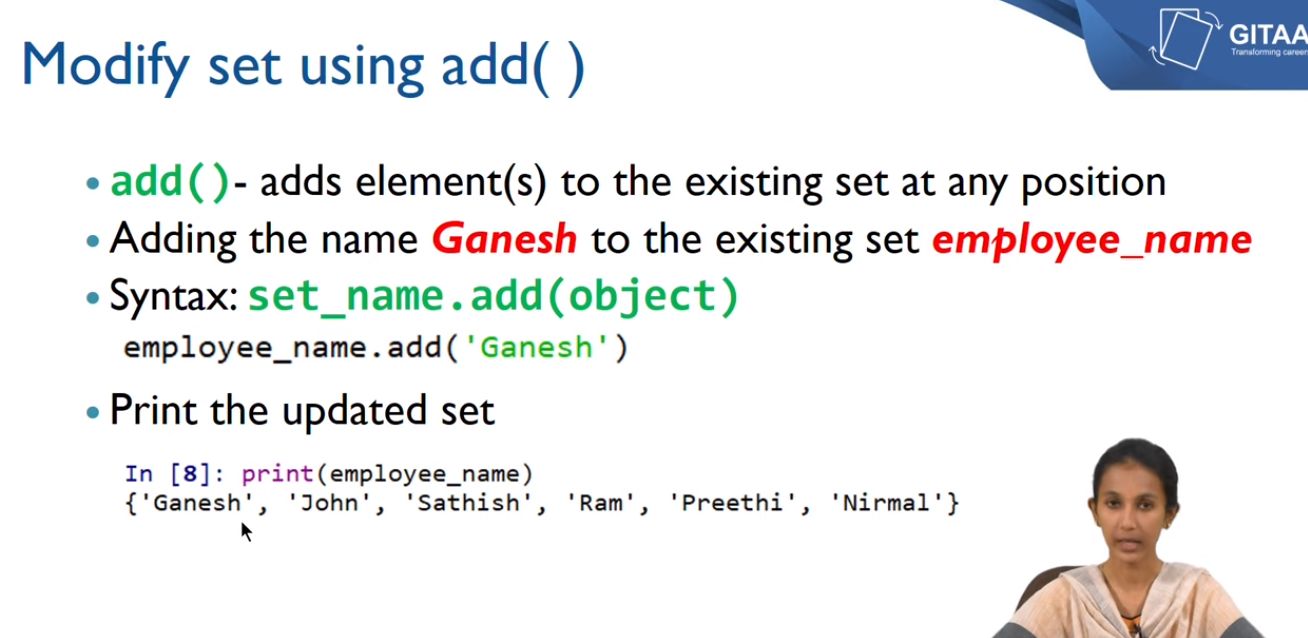 GITAA
Transforming career
Modify set using add( )
• add()- adds element(s) to the existing set at any position
• Adding the name Ganesh to the existing set employee_name
• Syntax: set_name.add(object)
employee_name.add('Ganesh')
• Print the updated set
In [8]: print(employee_name)
{'Ganesh', 'John', 'Sathish', 'Ram', 'Preethi', 'Nirmal'}